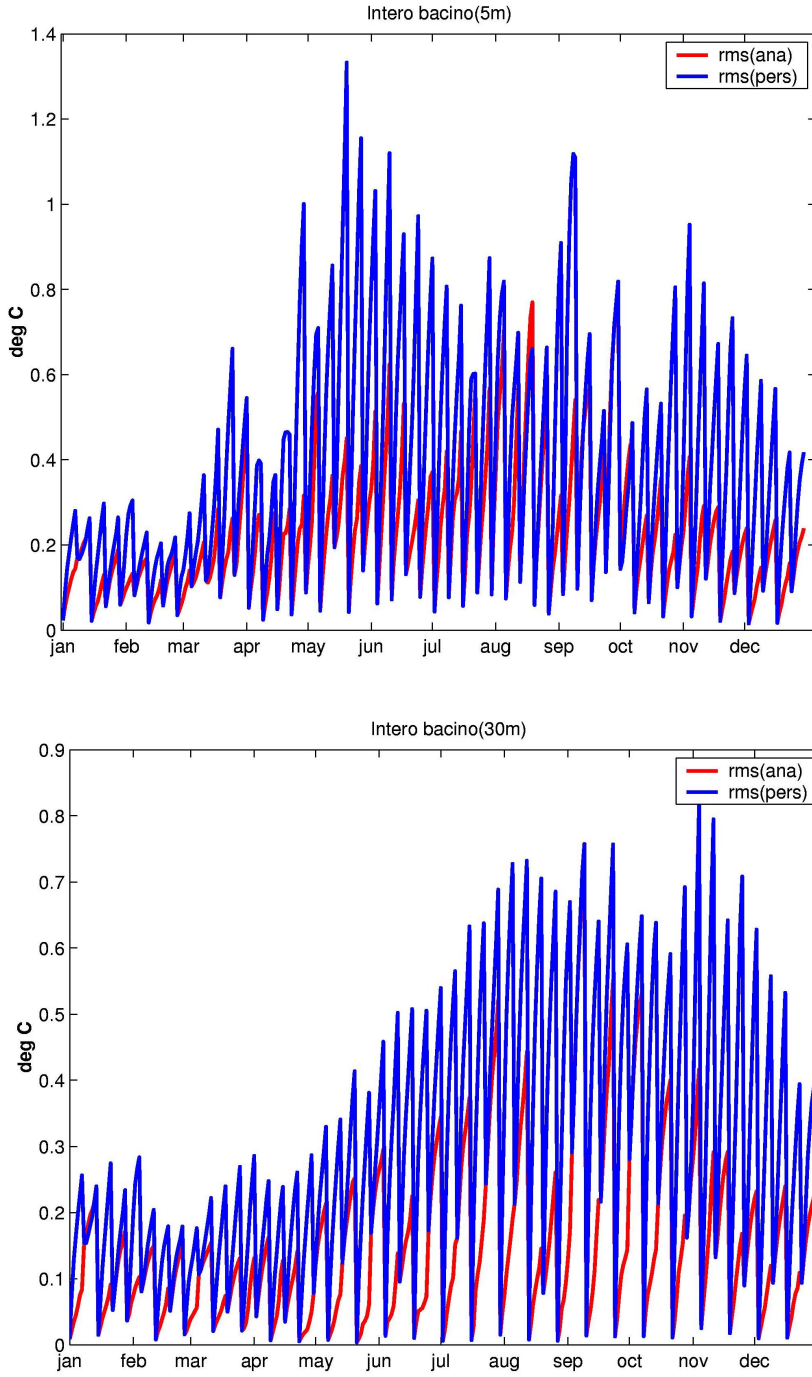 Intero bacino(5m)
1.4
1.2
1
0.8
0.6
0.4
0.2
0
deg C
rms(ana)
rms(pers)
jan feb mar apr may jun jul aug sep oct nov dec
Intero bacino(30m)
0.9
0.8
0.7
0.6
0.5
0.4
0.3
0.2
0.1
0
deg C
rms(ana)
rms(pers)
jan feb mar apr may jun jul aug sep oct nov dec